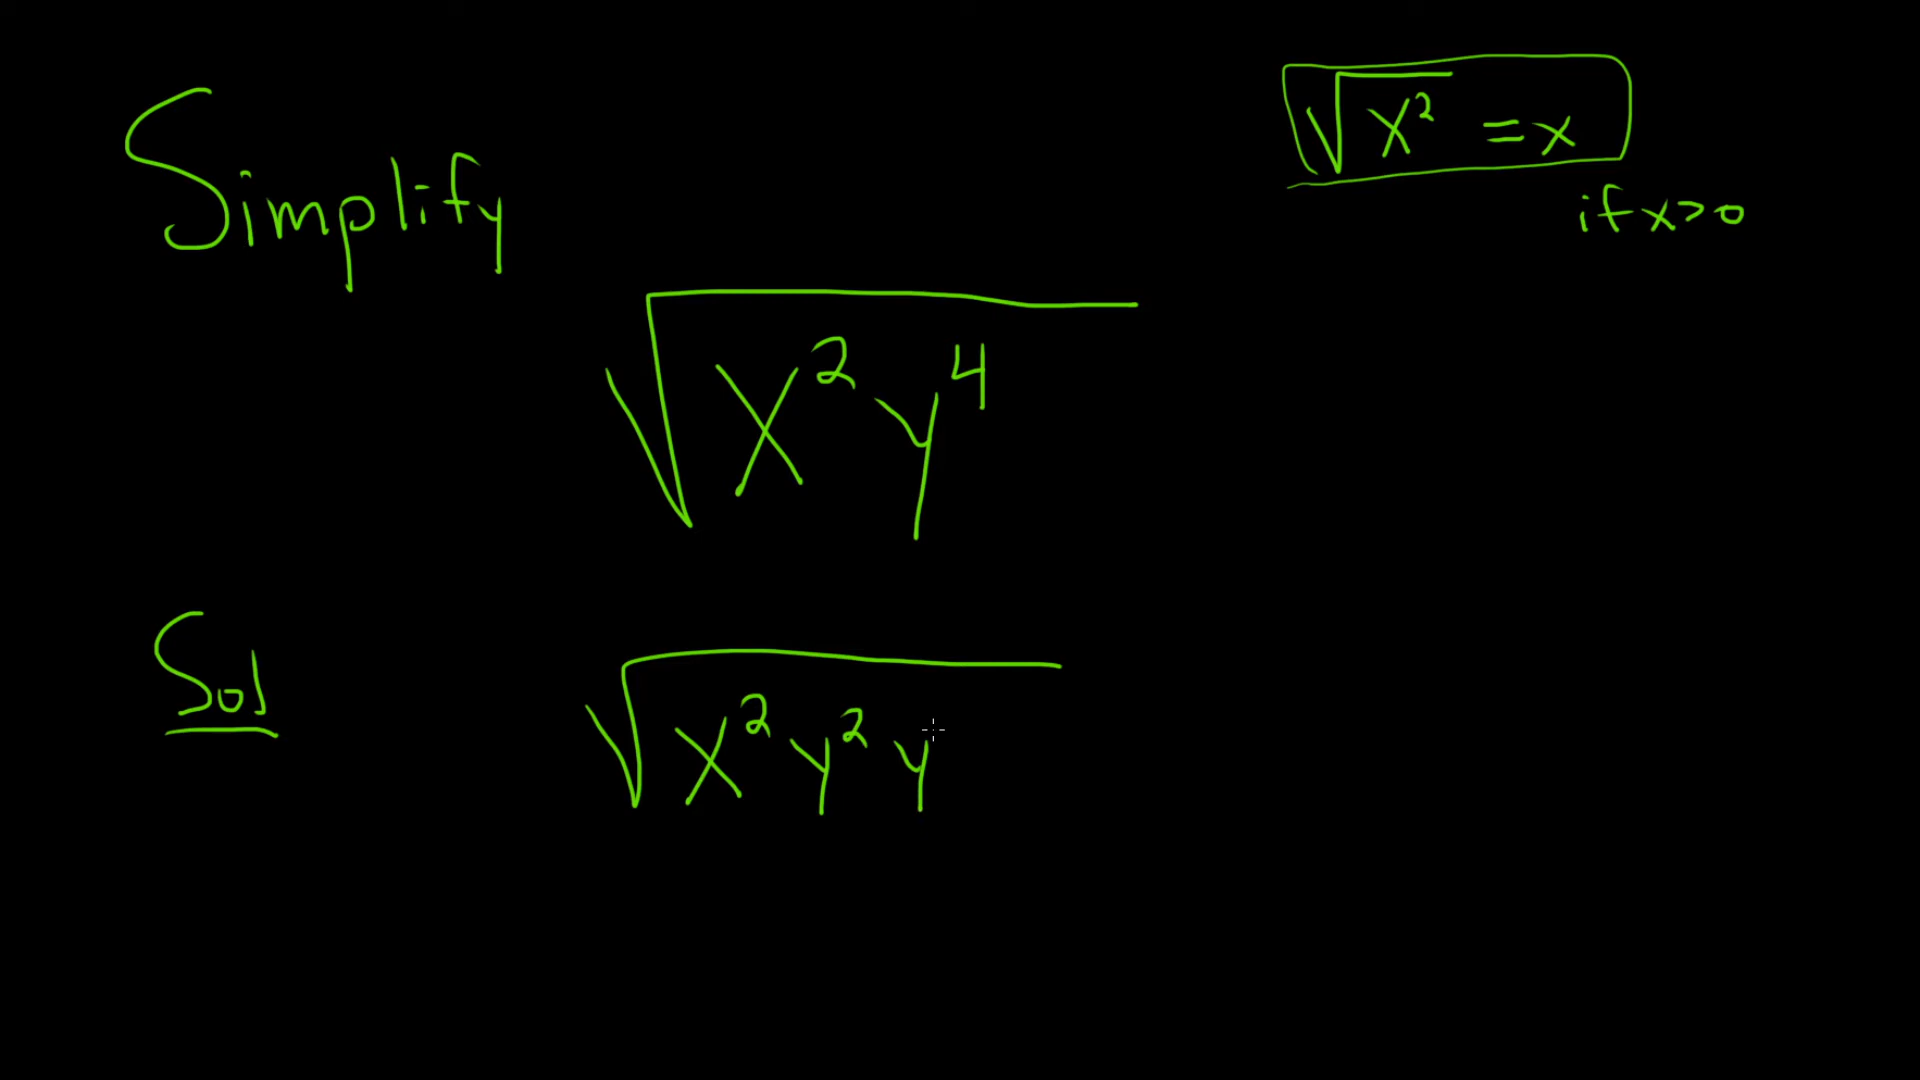 Simplify
√x² = x
if x>0
√x²y⁴
Sol
√x²y²y